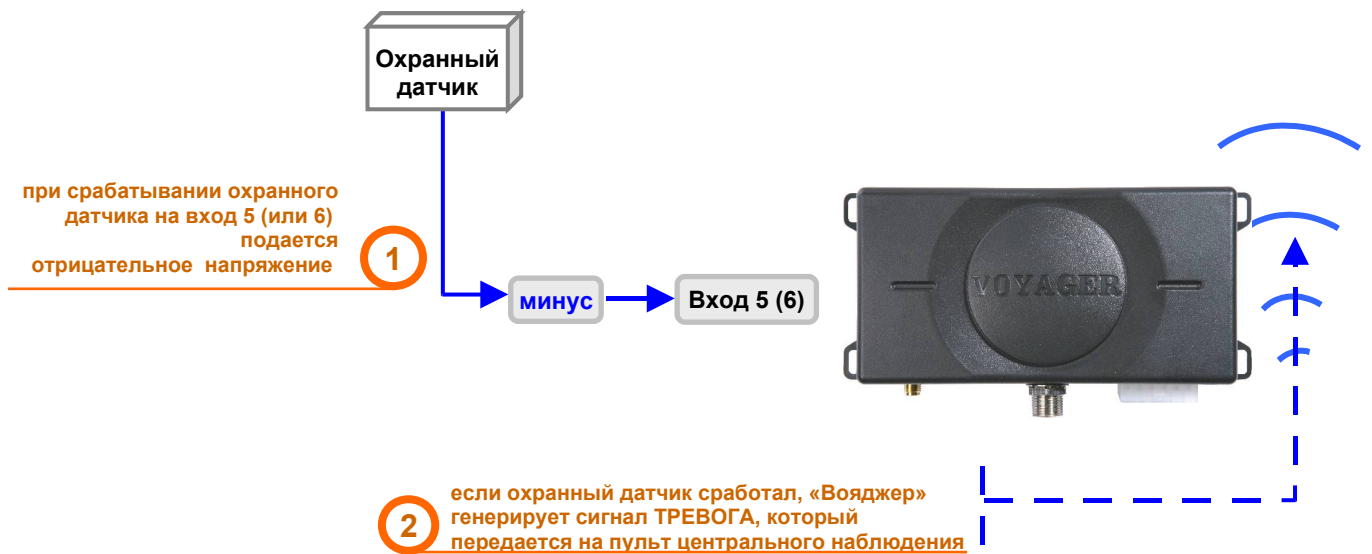 Охранный
датчик
при срабатывании охранного
датчика на вход 5 (или 6)
подается
отрицательное напряжение
1
минус
Вход 5 (6)
VOYAGER
2
если охранный датчик сработал, «Вояджер»
генерирует сигнал ТРЕВОГА, который
передается на пульт центрального наблюдения